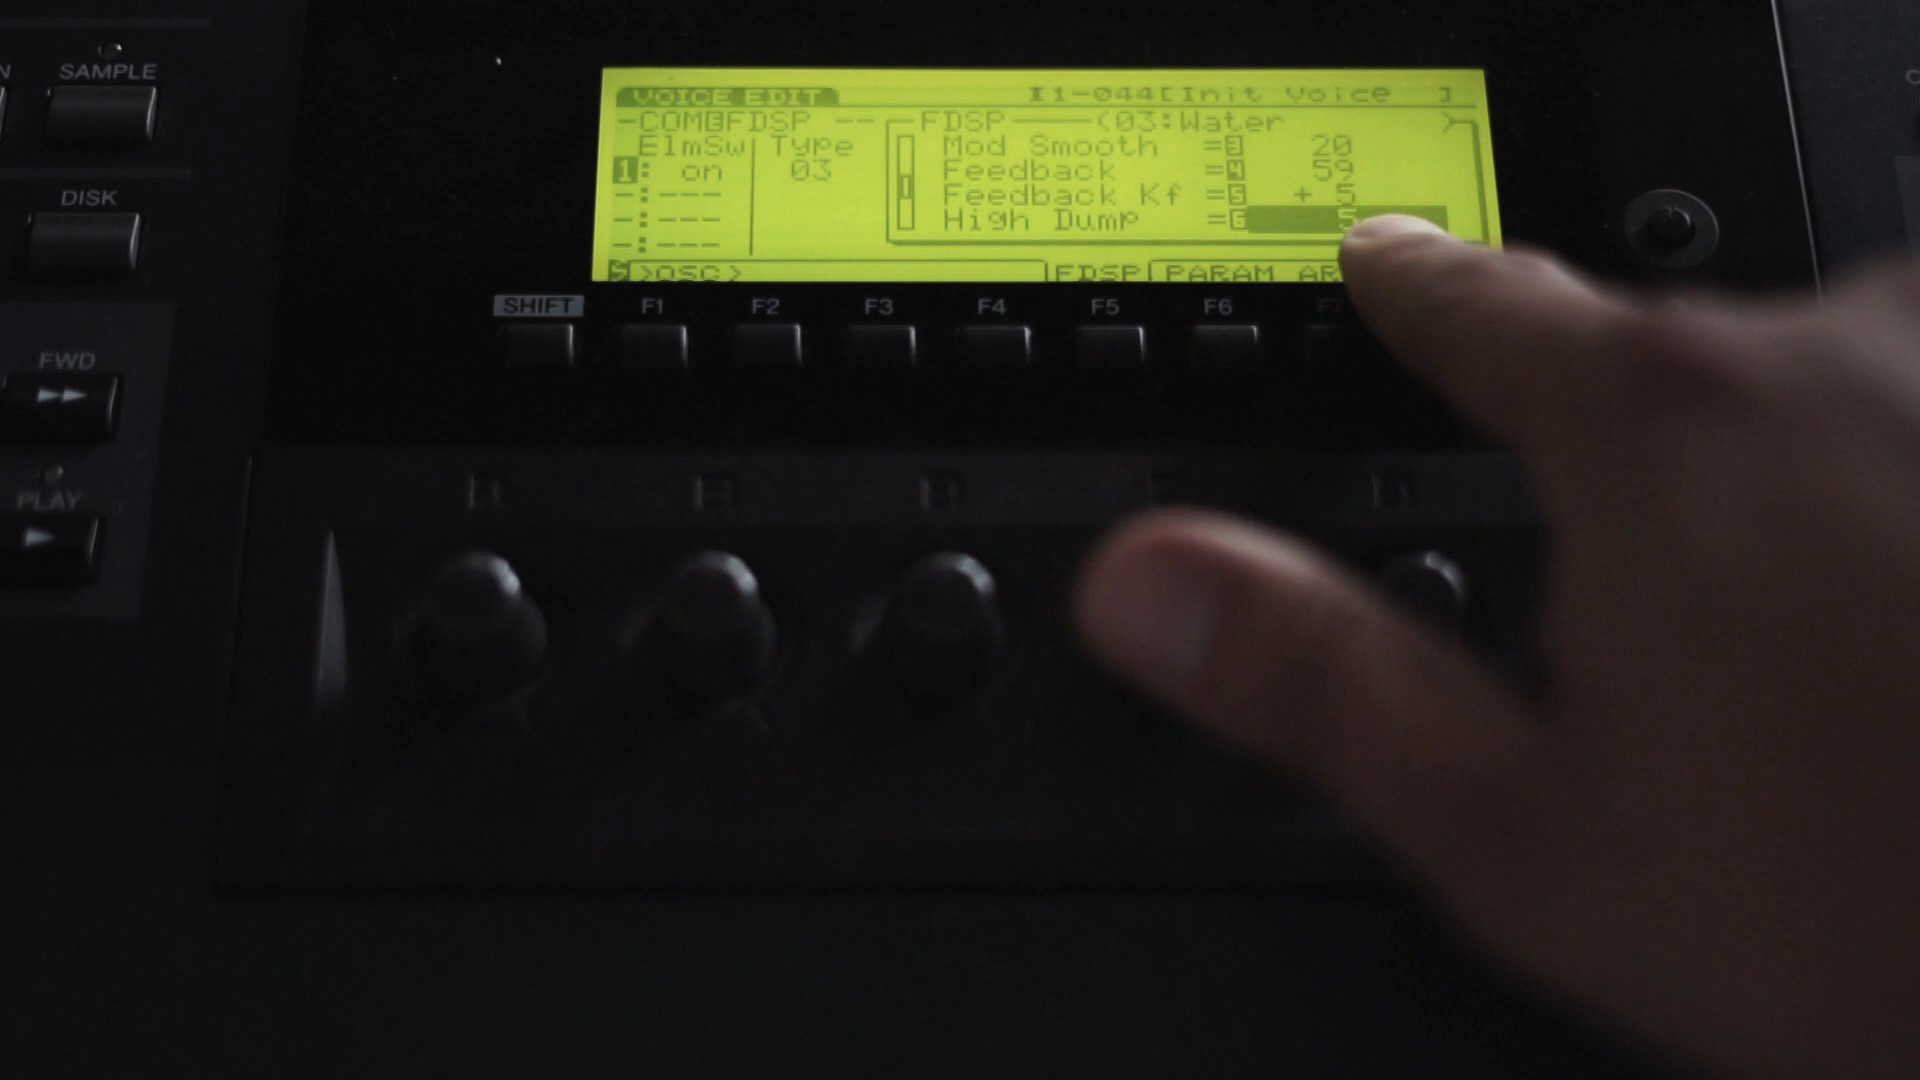 SAMPLE
DISK
FWD
PLAY
VOICE EDIT I1-044[Init Voice ]
COM FDSP FDSP (03:Water )
ElmSw Type Mod Smooth =3 20
1: on 03 Feedback =4 59
-:--- Feedback Kf =5 + 5
-:--- High Dump =6 5
-:---
S >OSC> FDSP PARAM AR
SHIFT F1 F2 F3 F4 F5 F6 F7